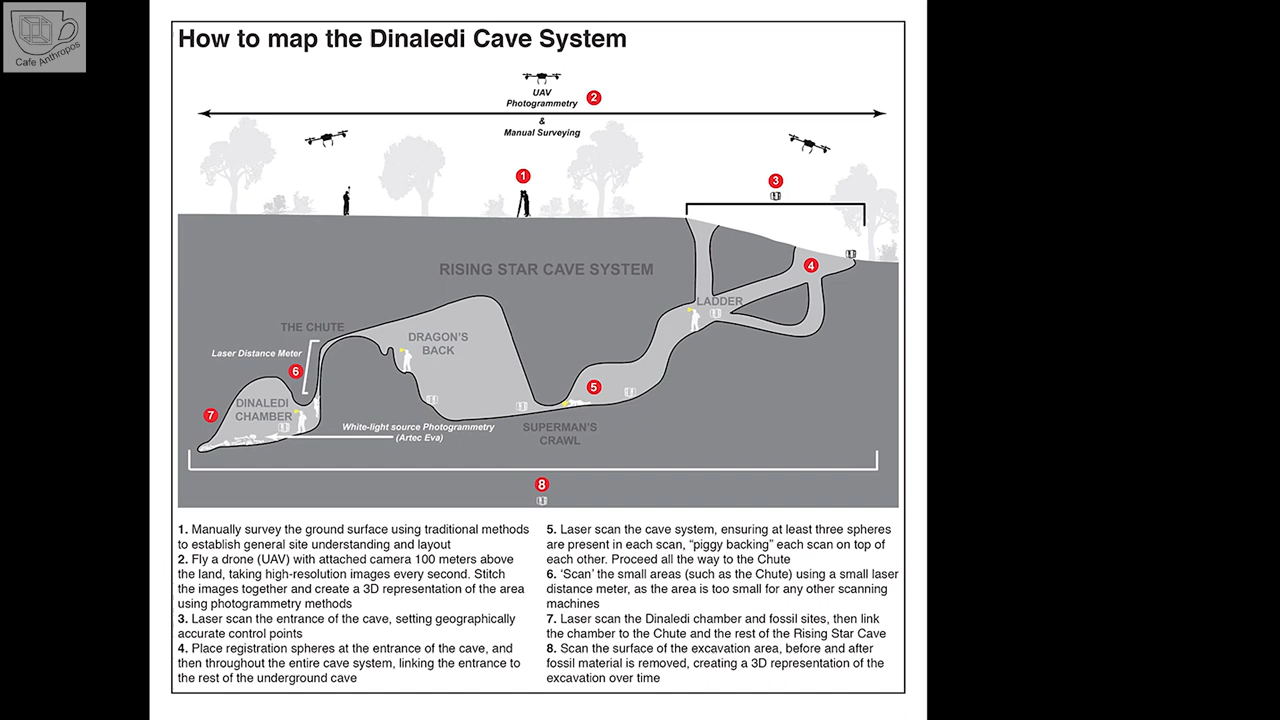 Cafe Anthropos
How to map the Dinaledi Cave System
UAV
Photogrammetry
2
&
Manual Surveying
1
3
4
RISING STAR CAVE SYSTEM
LADDER
THE CHUTE
DRAGON'S
BACK
Laser Distance Meter
6
5
DINALEDI
CHAMBER
7
White-light source Photogrammetry
(Artec Eva)
SUPERMAN'S
CRAWL
8
1. Manually survey the ground surface using traditional methods
to establish general site understanding and layout
2. Fly a drone (UAV) with attached camera 100 meters above
the land, taking high-resolution images every second. Stitch
the images together and create a 3D representation of the area
using photogrammetry methods
3. Laser scan the entrance of the cave, setting geographically
accurate control points
4. Place registration spheres at the entrance of the cave, and
then throughout the entire cave system, linking the entrance to
the rest of the underground cave
5. Laser scan the cave system, ensuring at least three spheres
are present in each scan, “piggy backing” each scan on top of
each other. Proceed all the way to the Chute
6. ‘Scan’ the small areas (such as the Chute) using a small laser
distance meter, as the area is too small for any other scanning
machines
7. Laser scan the Dinaledi chamber and fossil sites, then link
the chamber to the Chute and the rest of the Rising Star Cave
8. Scan the surface of the excavation area, before and after
fossil material is removed, creating a 3D representation of the
excavation over time